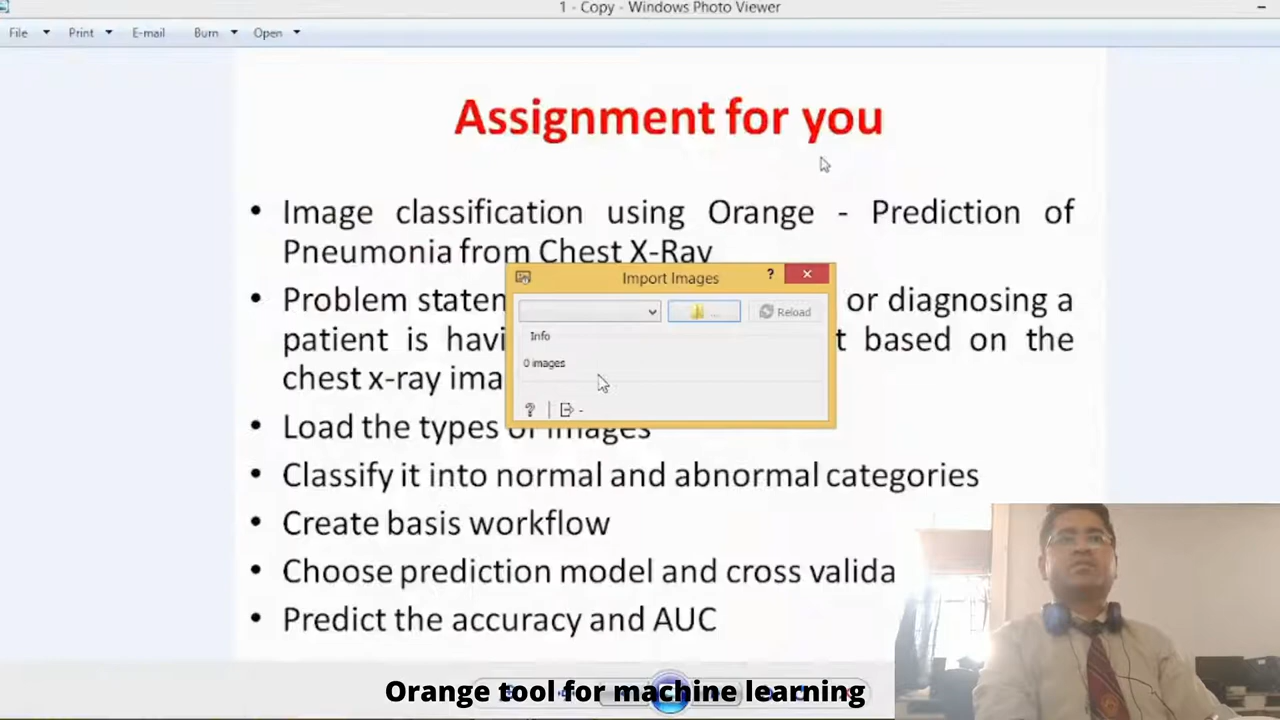 1 - Copy - Windows Photo Viewer
File Print E-mail Burn Open
Assignment for you
• Image classification using Orange - Prediction of
Pneumonia from Chest X-Ray
Import Images ?
Reload
Info
0 images
?
• Problem or diagnosing a
patient is based on the
chest x-ray
• Load the types of images
• Classify it into normal and abnormal categories
• Create basis workflow
• Choose prediction model and cross valida
• Predict the accuracy and AUC
Orange tool for machine learning